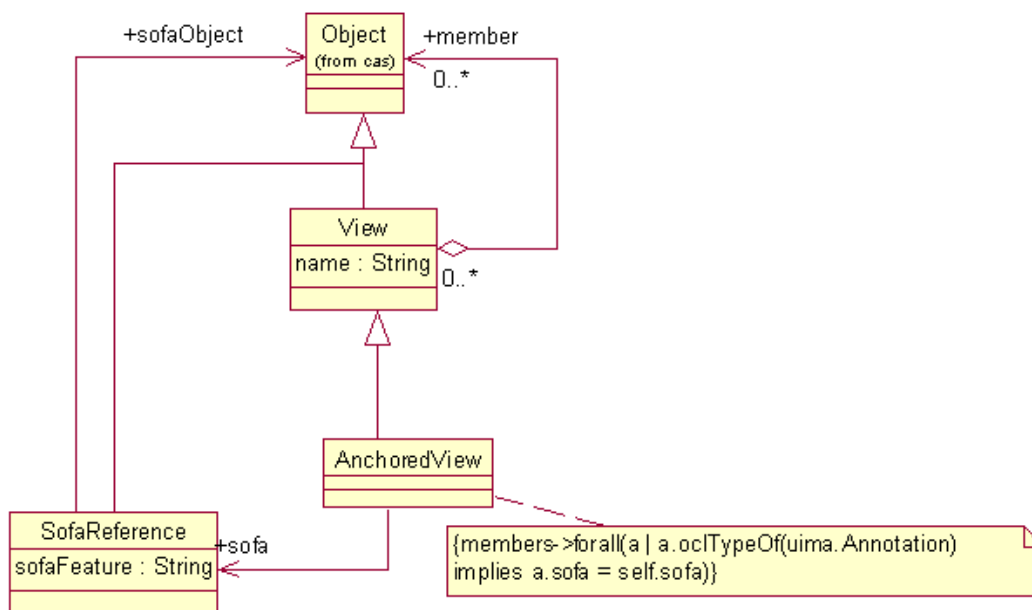 +sofaObject
Object
(from cas)
+member
0..*
View
name : String
0..*
AnchoredView
SofaReference
sofaFeature : String
+sofa
{members->forall(a | a.oclTypeOf(uima.Annotation)
implies a.sofa = self.sofa)}